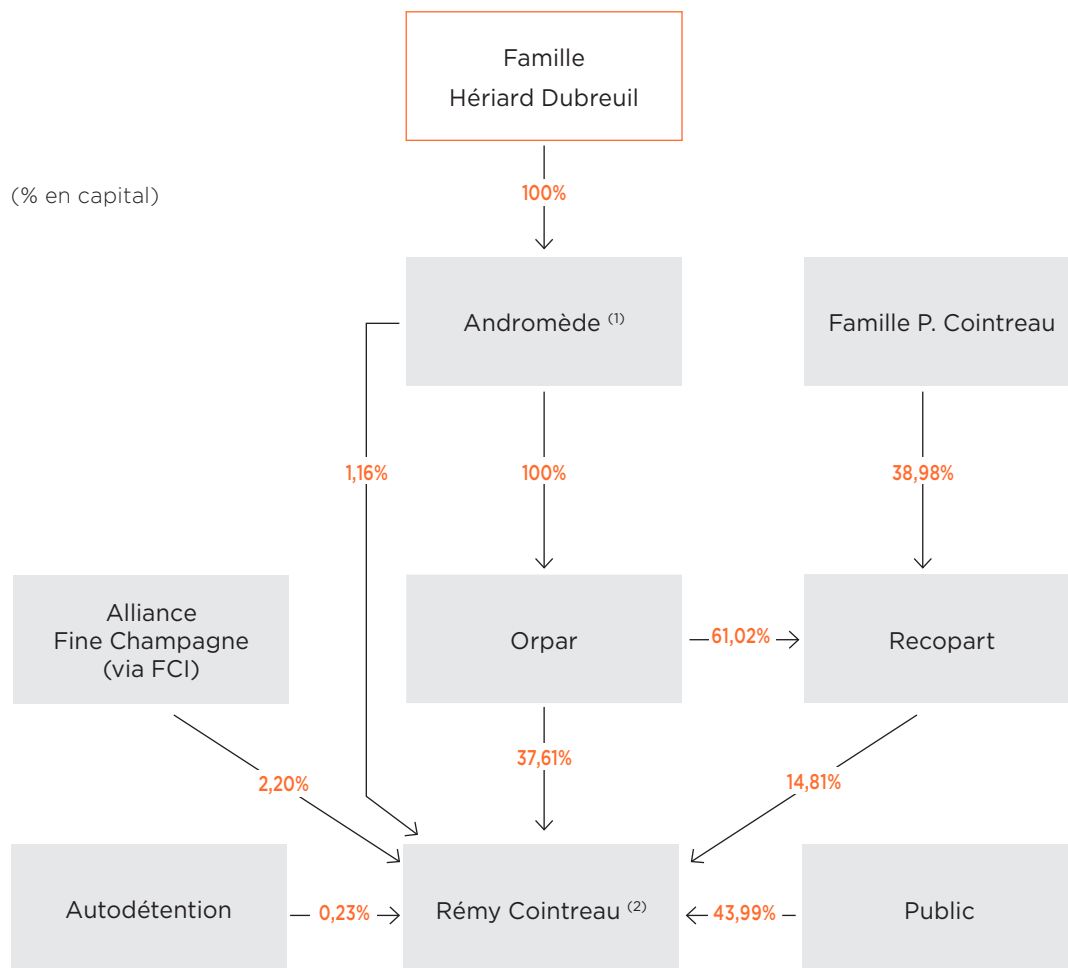 Famille
Hériard Dubreuil
(% en capital)
100%
Andromède (1)
Famille P. Cointreau
1,16%
100%
38,98%
Alliance
Fine Champagne
(via FCI)
Orpar
61,02%
Recopart
37,61%
2,20%
14,81%
Autodétention
0,23%
Rémy Cointreau (2)
43,99%
Public